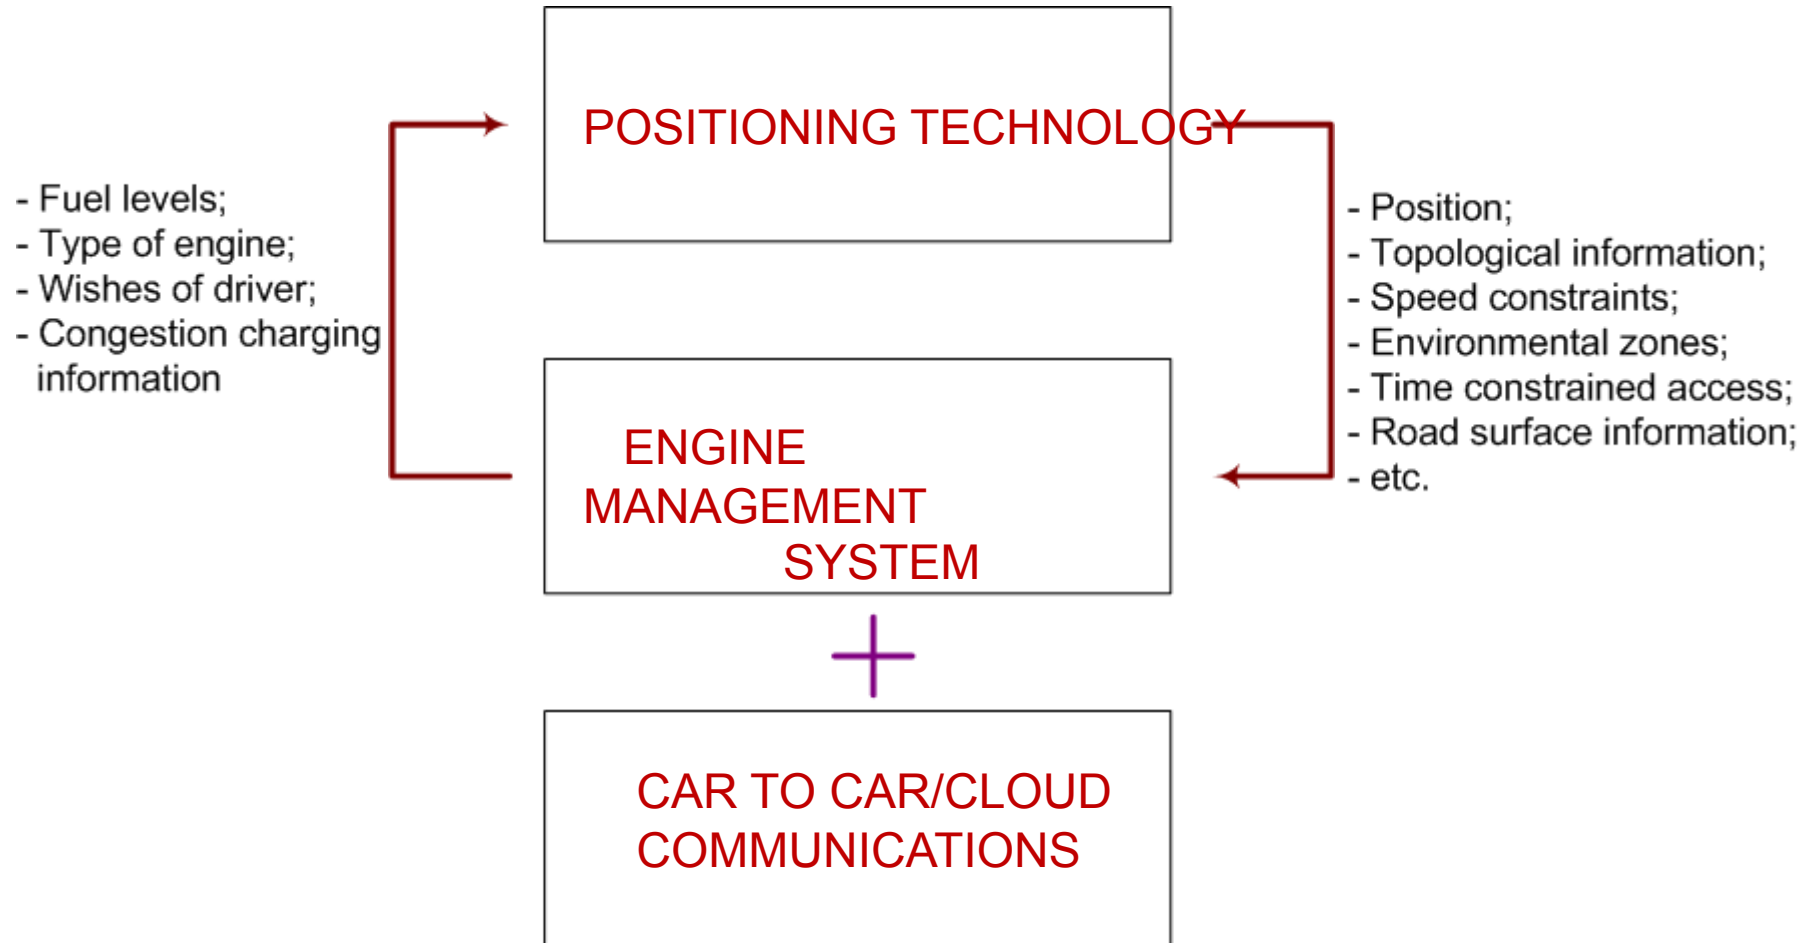 POSITIONING TECHNOLOGY
- Fuel levels;
- Type of engine;
- Wishes of driver;
- Congestion charging
information
- Position;
- Topological information;
- Speed constraints;
- Environmental zones;
- Time constrained access;
- Road surface information;
- etc.
ENGINE
MANAGEMENT
SYSTEM
+
CAR TO CAR/CLOUD
COMMUNICATIONS